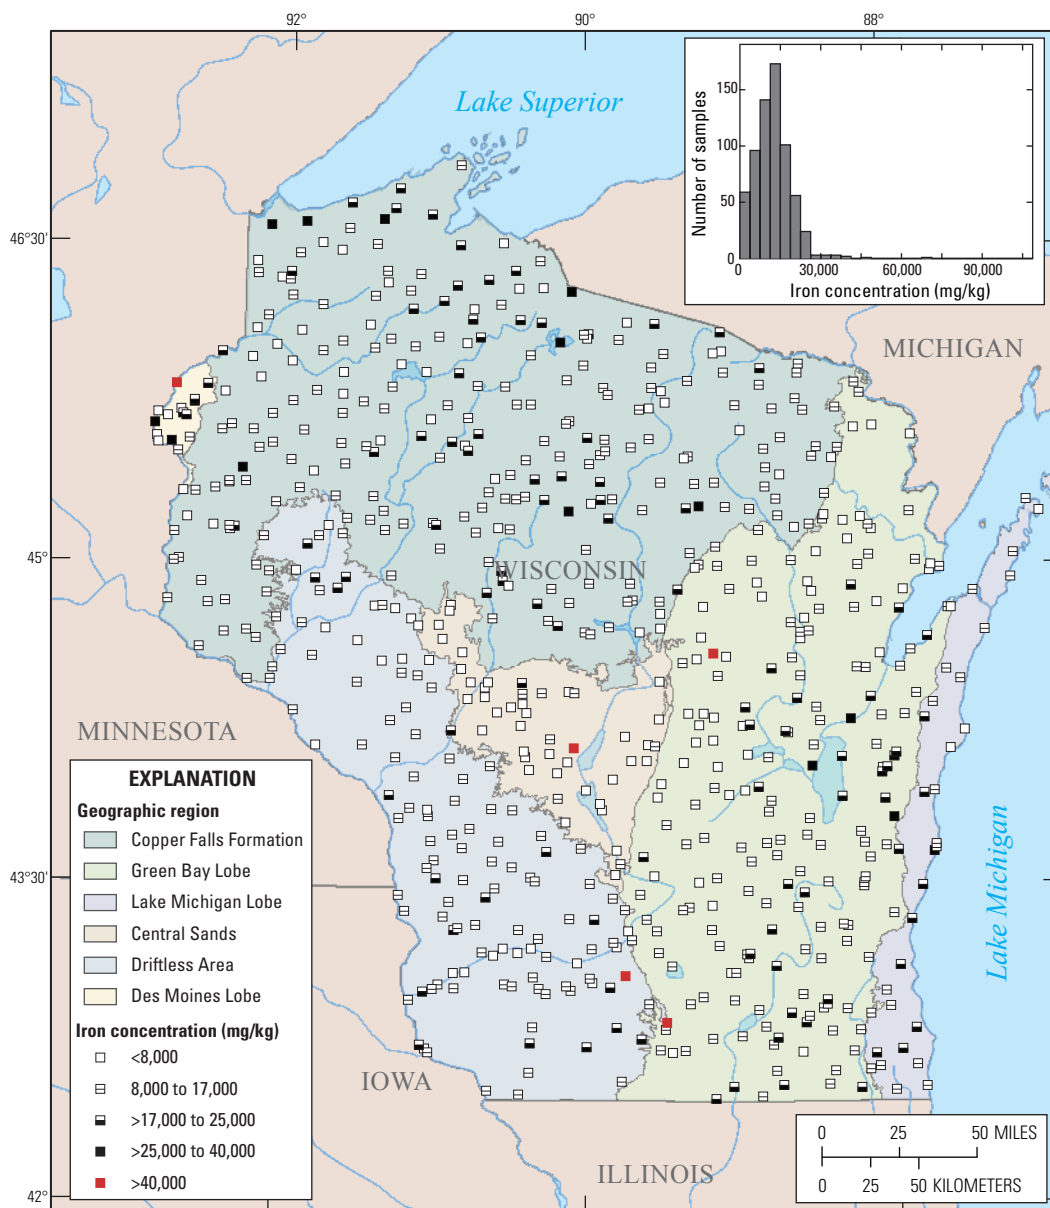 92°
90°
88°
46°30'
45°
43°30'
42°
Lake Superior
Number of samples
150
100
50
0
0
30,000
60,000
90,000
Iron concentration (mg/kg)
MICHIGAN
WISCONSIN
MINNESOTA
Lake Michigan
IOWA
ILLINOIS
EXPLANATION
Geographic region
Copper Falls Formation
Green Bay Lobe
Lake Michigan Lobe
Central Sands
Driftless Area
Des Moines Lobe
Iron concentration (mg/kg)
<8,000
8,000 to 17,000
>17,000 to 25,000
>25,000 to 40,000
>40,000
0 25 50 MILES
0 25 50 KILOMETERS